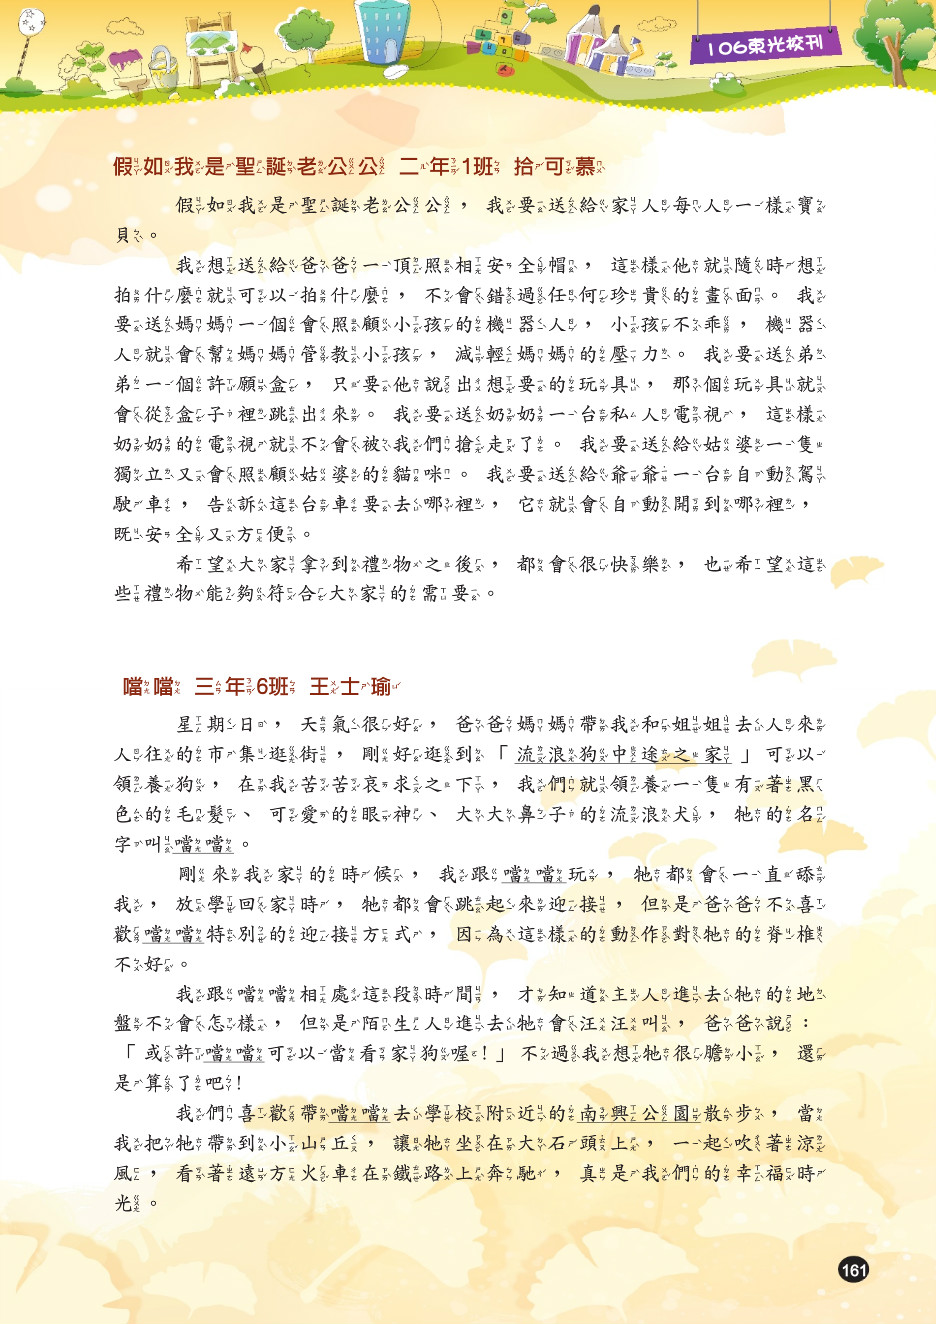 106東光校刊
假如我是聖誕老公公 二年1班 拾可慕
假如我是聖誕老公公，我要送給家人每人一樣寶
貝。
我想送給爸爸一頂照相安全帽，這樣他就隨時想
拍什麼就可以拍什麼，不會錯過任何珍貴的畫面。我
要送媽媽一個會照顧小孩的機器人，小孩不乖，機器
人就會幫媽媽管教小孩，減輕媽媽的壓力。我要送弟
弟一個許願盒，只要他說出想要的玩具，那個玩具就
會從盒子裡跳出來。我要送奶奶一台私人電視，這樣
奶奶的電視就不會被我們搶走了。我要送給姑婆一隻
獨立又會照顧姑婆的貓咪。我要送給爺爺一台自動駕
駛車，告訴這台車要去哪裡，它就會自動開到哪裡，
既安全又方便。
希望大家拿到禮物之後，都會很快樂，也希望這
些禮物能夠符合大家的需要。
噹噹 三年6班 王士瑜
星期日，天氣很好，爸爸媽媽帶我和姐姐去人來
人往的市集逛街，剛好逛到「流浪狗中途之家」可以
領養狗，在我苦苦哀求之下，我們就領養一隻有著黑
色的毛髮、可愛的眼神、大大鼻子的流浪犬，牠的名
字叫噹噹。
剛來我家的時候，我跟噹噹玩，牠都會一直舔
我，放學回家時，牠都會跳起來迎接，但是爸爸不喜
歡噹噹特別的迎接方式，因為這樣的動作對牠的脊椎
不好。
我跟噹噹相處這段時間，才知道主人進去牠的地
盤不會怎樣，但是陌生人進去牠會汪汪叫，爸爸說：
「或許噹噹可以當看家狗喔！」不過我想牠很膽小，還
是算了吧！
我們喜歡帶噹噹去學校附近的南興公園散步，當
我把牠帶到小山丘，讓牠坐在大石頭上，一起吹著涼
風，看著遠方火車在鐵路上奔馳，真是我們的幸福時
光。
161